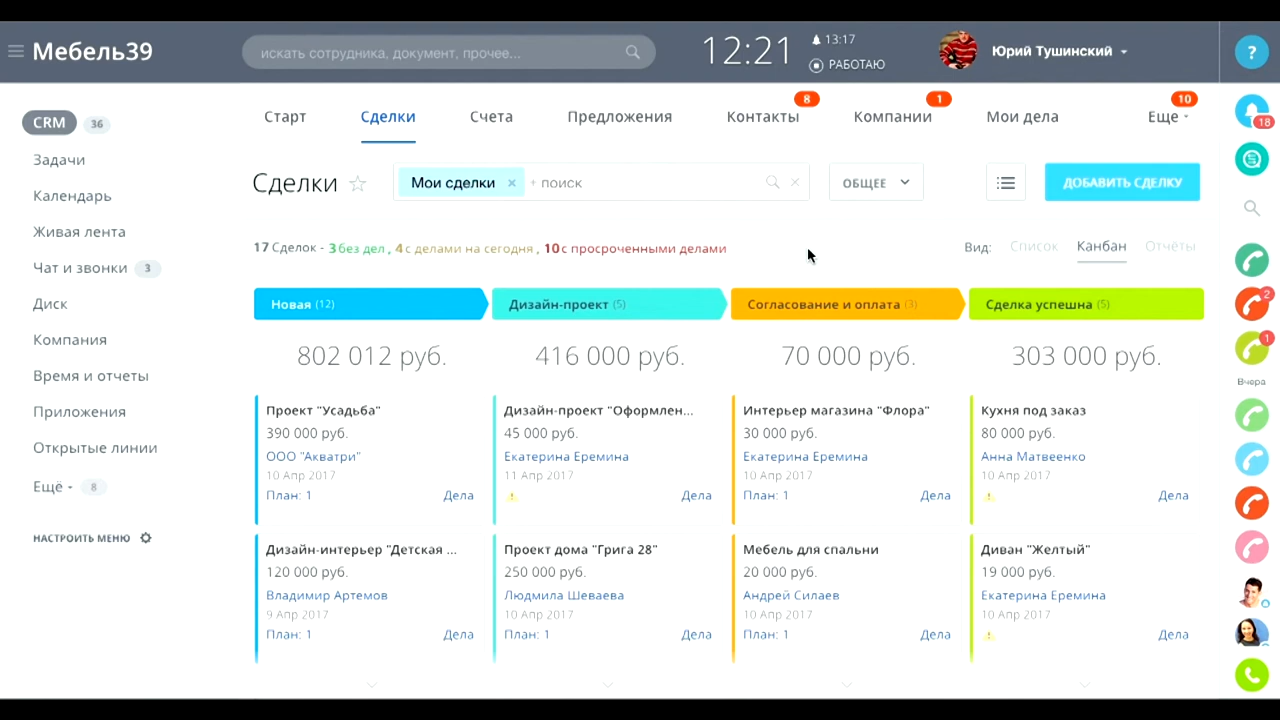 Мебель39
искать сотрудника, документ, прочее...
12:21
13:17
РАБОТАЮ
Юрий Тушинский
?
CRM 36
Задачи
Календарь
Живая лента
Чат и звонки 3
Диск
Компания
Время и отчеты
Приложения
Открытые линии
Ещё 8
НАСТРОИТЬ МЕНЮ
Старт Сделки Счета Предложения Контакты 8 Компании 1 Мои дела Еще 10
Сделки
Мои сделки × + поиск
ОБЩЕЕ
ДОБАВИТЬ СДЕЛКУ
17 Сделок - 3 без дел , 4 с делами на сегодня , 10 с просроченными делами
Вид: Список Канбан Отчёты
Новая (12)
802 012 руб.
Проект "Усадьба"
390 000 руб.
ООО "Акватри"
10 Апр 2017
План: 1 Дела
Дизайн-интерьер "Детская ...
120 000 руб.
Владимир Артемов
9 Апр 2017
План: 1 Дела
Дизайн-проект (5)
416 000 руб.
Дизайн-проект "Оформлен...
45 000 руб.
Екатерина Еремина
11 Апр 2017
Дела
Проект дома "Грига 28"
250 000 руб.
Людмила Шеваева
10 Апр 2017
План: 1 Дела
Согласование и оплата (3)
70 000 руб.
Интерьер магазина "Флора"
30 000 руб.
Екатерина Еремина
10 Апр 2017
План: 1 Дела
Мебель для спальни
20 000 руб.
Андрей Силаев
10 Апр 2017
План: 1 Дела
Сделка успешна (5)
303 000 руб.
Кухня под заказ
80 000 руб.
Анна Матвеенко
10 Апр 2017
Дела
Диван "Желтый"
19 000 руб.
Екатерина Еремина
10 Апр 2017
Дела
18
2
1
Вчера